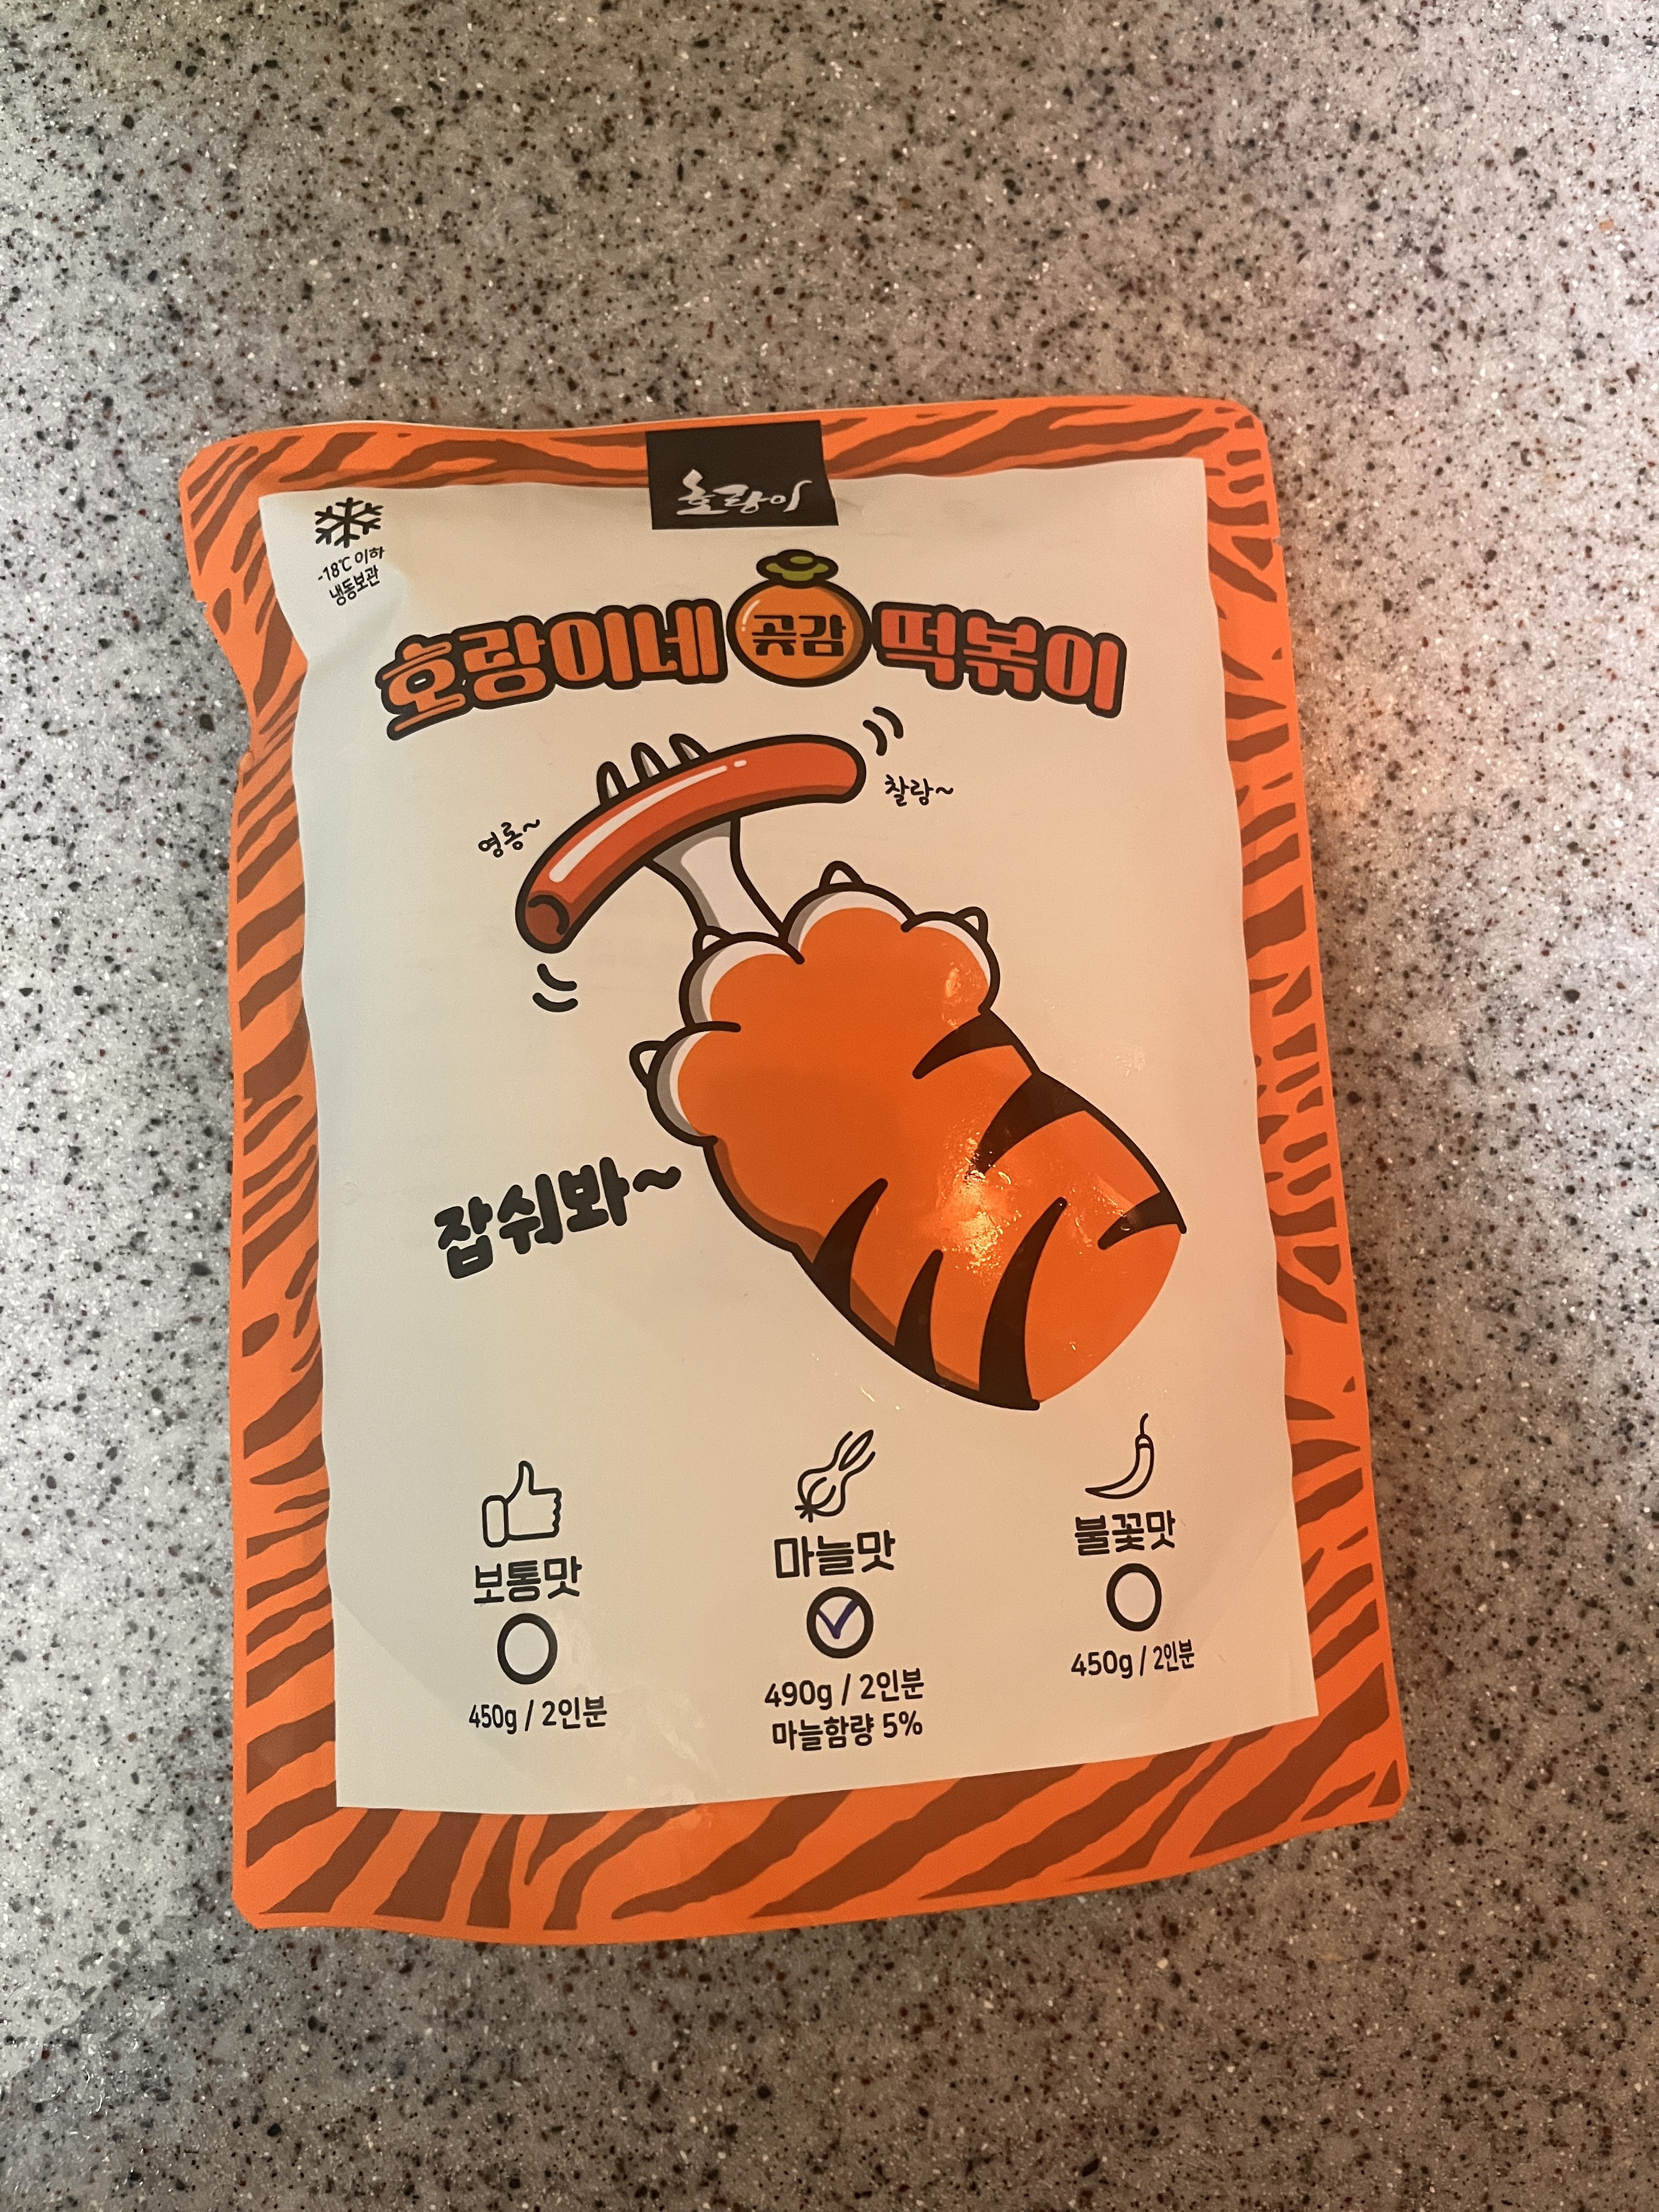 호랑이
-18℃ 이하
냉동보관
호랑이네 곶감 떡볶이
찰랑~
영롱~
잡숴봐~
보통맛
450g / 2인분
마늘맛
490g / 2인분
마늘함량 5%
불꽃맛
450g / 2인분